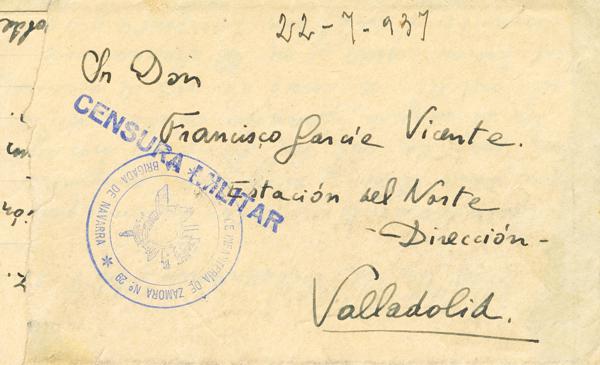 22-7-937
Sr Don
Francisco García Vicente.
Estación del Norte
-Dirección-
Valladolid.
CENSURA MILITAR
INFANTERÍA DE ZAMORA Nº 29
BRIGADA DE NAVARRA